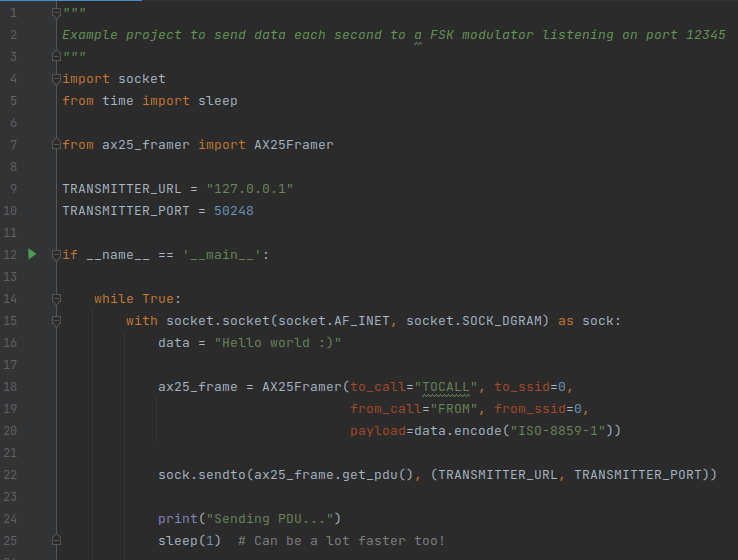 1 """
2 Example project to send data each second to a FSK modulator listening on port 12345
3 """
4 import socket
5 from time import sleep
6
7 from ax25_framer import AX25Framer
8
9 TRANSMITTER_URL = "127.0.0.1"
10 TRANSMITTER_PORT = 50248
11
12 if __name__ == '__main__':
13
14     while True:
15         with socket.socket(socket.AF_INET, socket.SOCK_DGRAM) as sock:
16             data = "Hello world :)"
17
18             ax25_frame = AX25Framer(to_call="TOCALL", to_ssid=0,
19                                     from_call="FROM", from_ssid=0,
20                                     payload=data.encode("ISO-8859-1"))
21
22             sock.sendto(ax25_frame.get_pdu(), (TRANSMITTER_URL, TRANSMITTER_PORT))
23
24             print("Sending PDU...")
25             sleep(1)  # Can be a lot faster too!